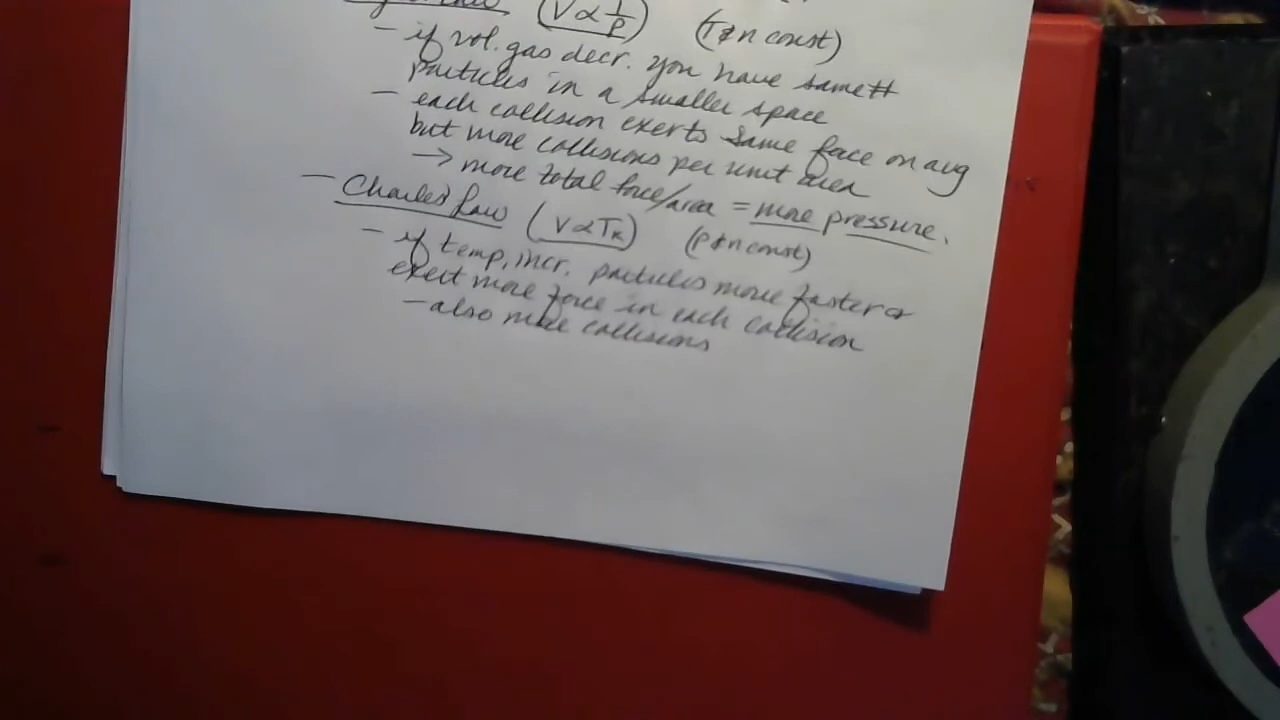 Law (V ∝ 1/P) (T & n const)
- if vol. gas decr. you have same #
particles in a smaller space
- each collision exerts same force on avg
but more collisions per unit area
→ more total force/area = more pressure.
- Charles Law (V ∝ Tk) (P & n const)
- if temp. incr. particles move faster &
exert more force in each collision
- also more collisions